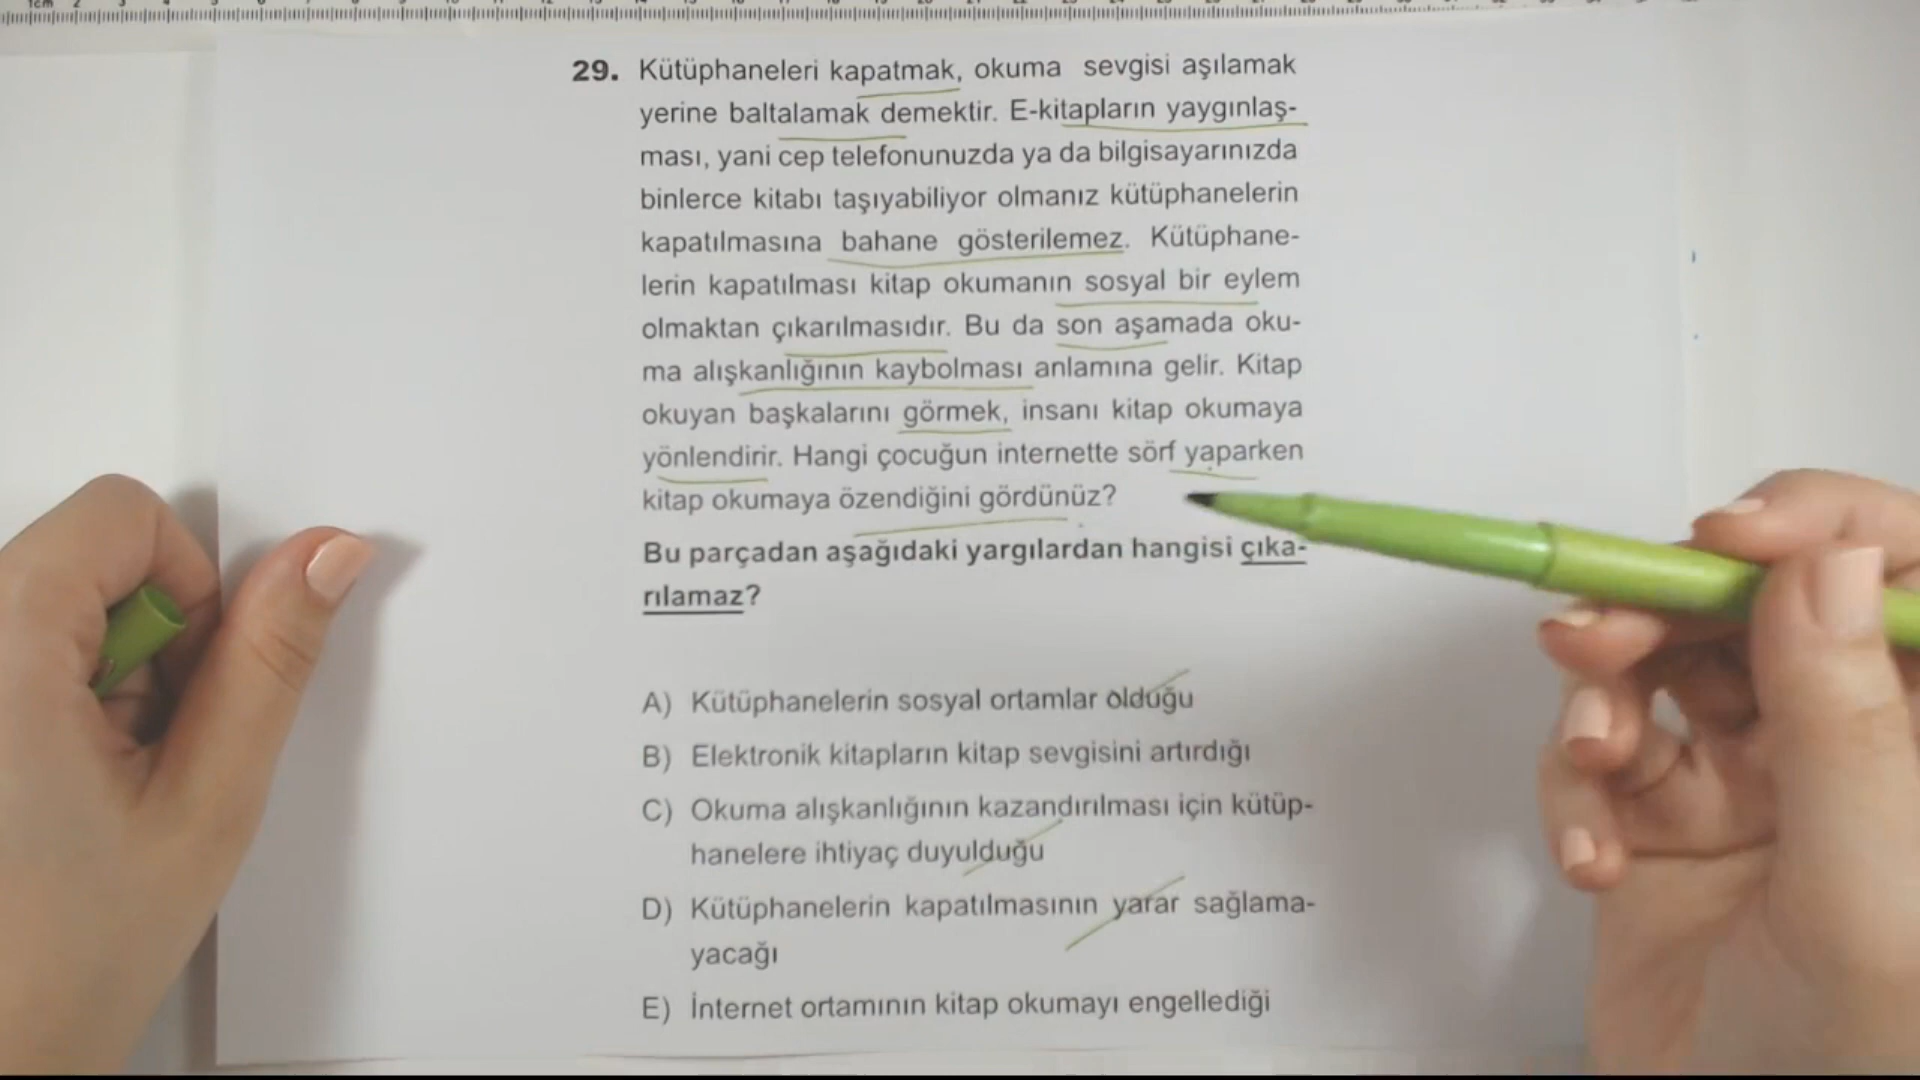 29. Kütüphaneleri kapatmak, okuma sevgisi aşılamak
yerine baltalamak demektir. E-kitapların yaygınlaş-
ması, yani cep telefonunuzda ya da bilgisayarınızda
binlerce kitabı taşıyabiliyor olmanız kütüphanelerin
kapatılmasına bahane gösterilemez. Kütüphane-
lerin kapatılması kitap okumanın sosyal bir eylem
olmaktan çıkarılmasıdır. Bu da son aşamada oku-
ma alışkanlığının kaybolması anlamına gelir. Kitap
okuyan başkalarını görmek, insanı kitap okumaya
yönlendirir. Hangi çocuğun internette sörf yaparken
kitap okumaya özendiğini gördünüz?
Bu parçadan aşağıdaki yargılardan hangisi çıka-
rılamaz?
A) Kütüphanelerin sosyal ortamlar olduğu
B) Elektronik kitapların kitap sevgisini artırdığı
C) Okuma alışkanlığının kazandırılması için kütüp-
hanelere ihtiyaç duyulduğu
D) Kütüphanelerin kapatılmasının yarar sağlama-
yacağı
E) İnternet ortamının kitap okumayı engellediği